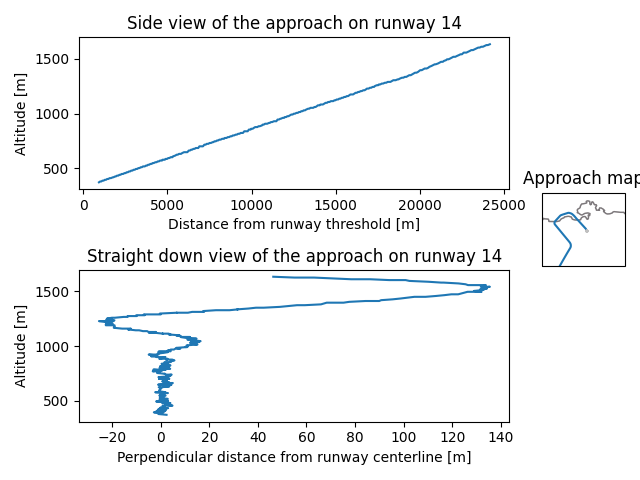 Side view of the approach on runway 14
Altitude [m]
1500
1000
500
0 5000 10000 15000 20000 25000
Distance from runway threshold [m]
Approach map
Straight down view of the approach on runway 14
Altitude [m]
1500
1000
500
−20 0 20 40 60 80 100 120 140
Perpendicular distance from runway centerline [m]